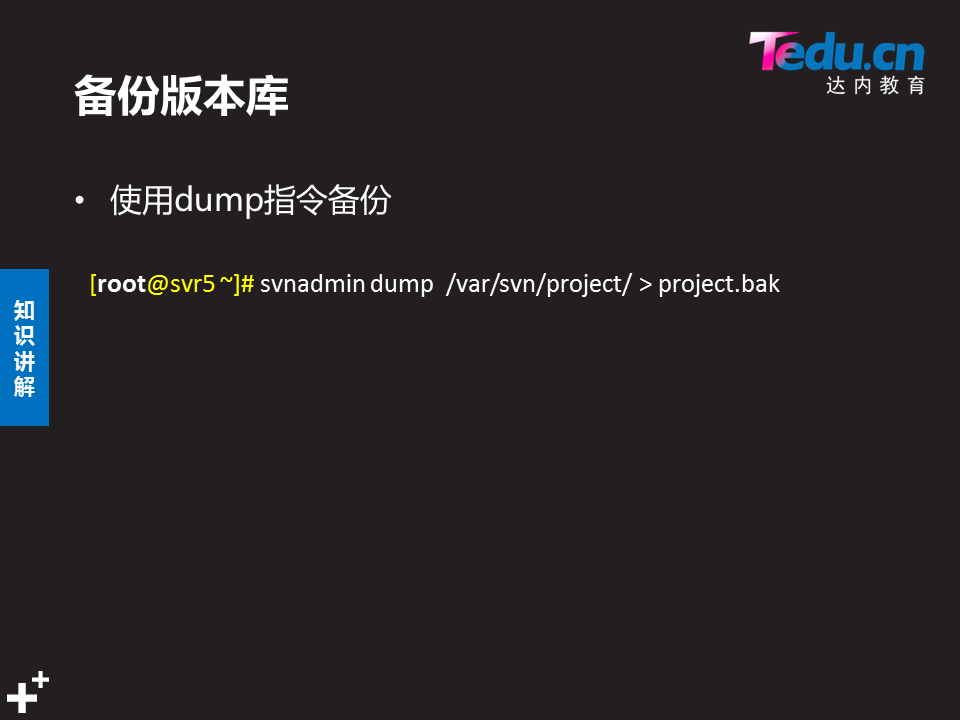 Tedu.cn
达内教育
备份版本库
• 使用dump指令备份
[root@svr5 ~]# svnadmin dump  /var/svn/project/ > project.bak
知
识
讲
解